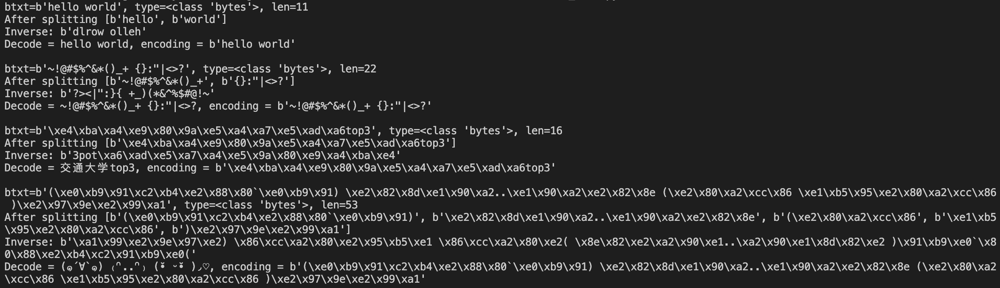 btxt=b'hello world', type=<class 'bytes'>, len=11
After splitting [b'hello', b'world']
Inverse: b'dlrow olleh'
Decode = hello world, encoding = b'hello world'

btxt=b'~!@#$%^&*()_+ {}:"|<>?', type=<class 'bytes'>, len=22
After splitting [b'~!@#$%^&*()_+', b'{}:"|<>?']
Inverse: b'?><|":}{ +_)(*&^%$#@!~'
Decode = ~!@#$%^&*()_+ {}:"|<>?, encoding = b'~!@#$%^&*()_+ {}:"|<>?'

btxt=b'\xe4\xba\xa4\xe9\x80\x9a\xe5\xa4\xa7\xe5\xad\xa6top3', type=<class 'bytes'>, len=16
After splitting [b'\xe4\xba\xa4\xe9\x80\x9a\xe5\xa4\xa7\xe5\xad\xa6top3']
Inverse: b'3pot\xa6\xad\xe5\xa7\xa4\xe5\x9a\x80\xe9\xa4\xba\xe4'
Decode = 交通大学top3, encoding = b'\xe4\xba\xa4\xe9\x80\x9a\xe5\xa4\xa7\xe5\xad\xa6top3'

btxt=b'(\xe0\xb9\x91\xc2\xb4\xe2\x88\x80`\xe0\xb9\x91) \xe2\x82\x8d\xe1\x90\xa2..\xe1\x90\xa2\xe2\x82\x8e (\xe2\x80\xa2\xcc\x86 \xe1\xb5\x95\xe2\x80\xa2\xcc\x86
 )\xe2\x97\x9e\xe2\x99\xa1', type=<class 'bytes'>, len=53
After splitting [b'(\xe0\xb9\x91\xc2\xb4\xe2\x88\x80`\xe0\xb9\x91)', b'\xe2\x82\x8d\xe1\x90\xa2..\xe1\x90\xa2\xe2\x82\x8e', b'(\xe2\x80\xa2\xcc\x86', b'\xe1\xb5
\x95\xe2\x80\xa2\xcc\x86', b')\xe2\x97\x9e\xe2\x99\xa1']
Inverse: b'\xa1\x99\xe2\x9e\x97\xe2) \x86\xcc\xa2\x80\xe2\x95\xb5\xe1 \x86\xcc\xa2\x80\xe2( \x8e\x82\xe2\xa2\x90\xe1..\xa2\x90\xe1\x8d\x82\xe2 )\x91\xb9\xe0`\x8
0\x88\xe2\xb4\xc2\x91\xb9\xe0('
Decode = (๑´∀`๑) ₍ᐢ..ᐢ₎ (•̆ ᵕ•̆ )◞♡, encoding = b'(\xe0\xb9\x91\xc2\xb4\xe2\x88\x80`\xe0\xb9\x91) \xe2\x82\x8d\xe1\x90\xa2..\xe1\x90\xa2\xe2\x82\x8e (\xe2\x80\xa2
\xcc\x86 \xe1\xb5\x95\xe2\x80\xa2\xcc\x86 )\xe2\x97\x9e\xe2\x99\xa1'